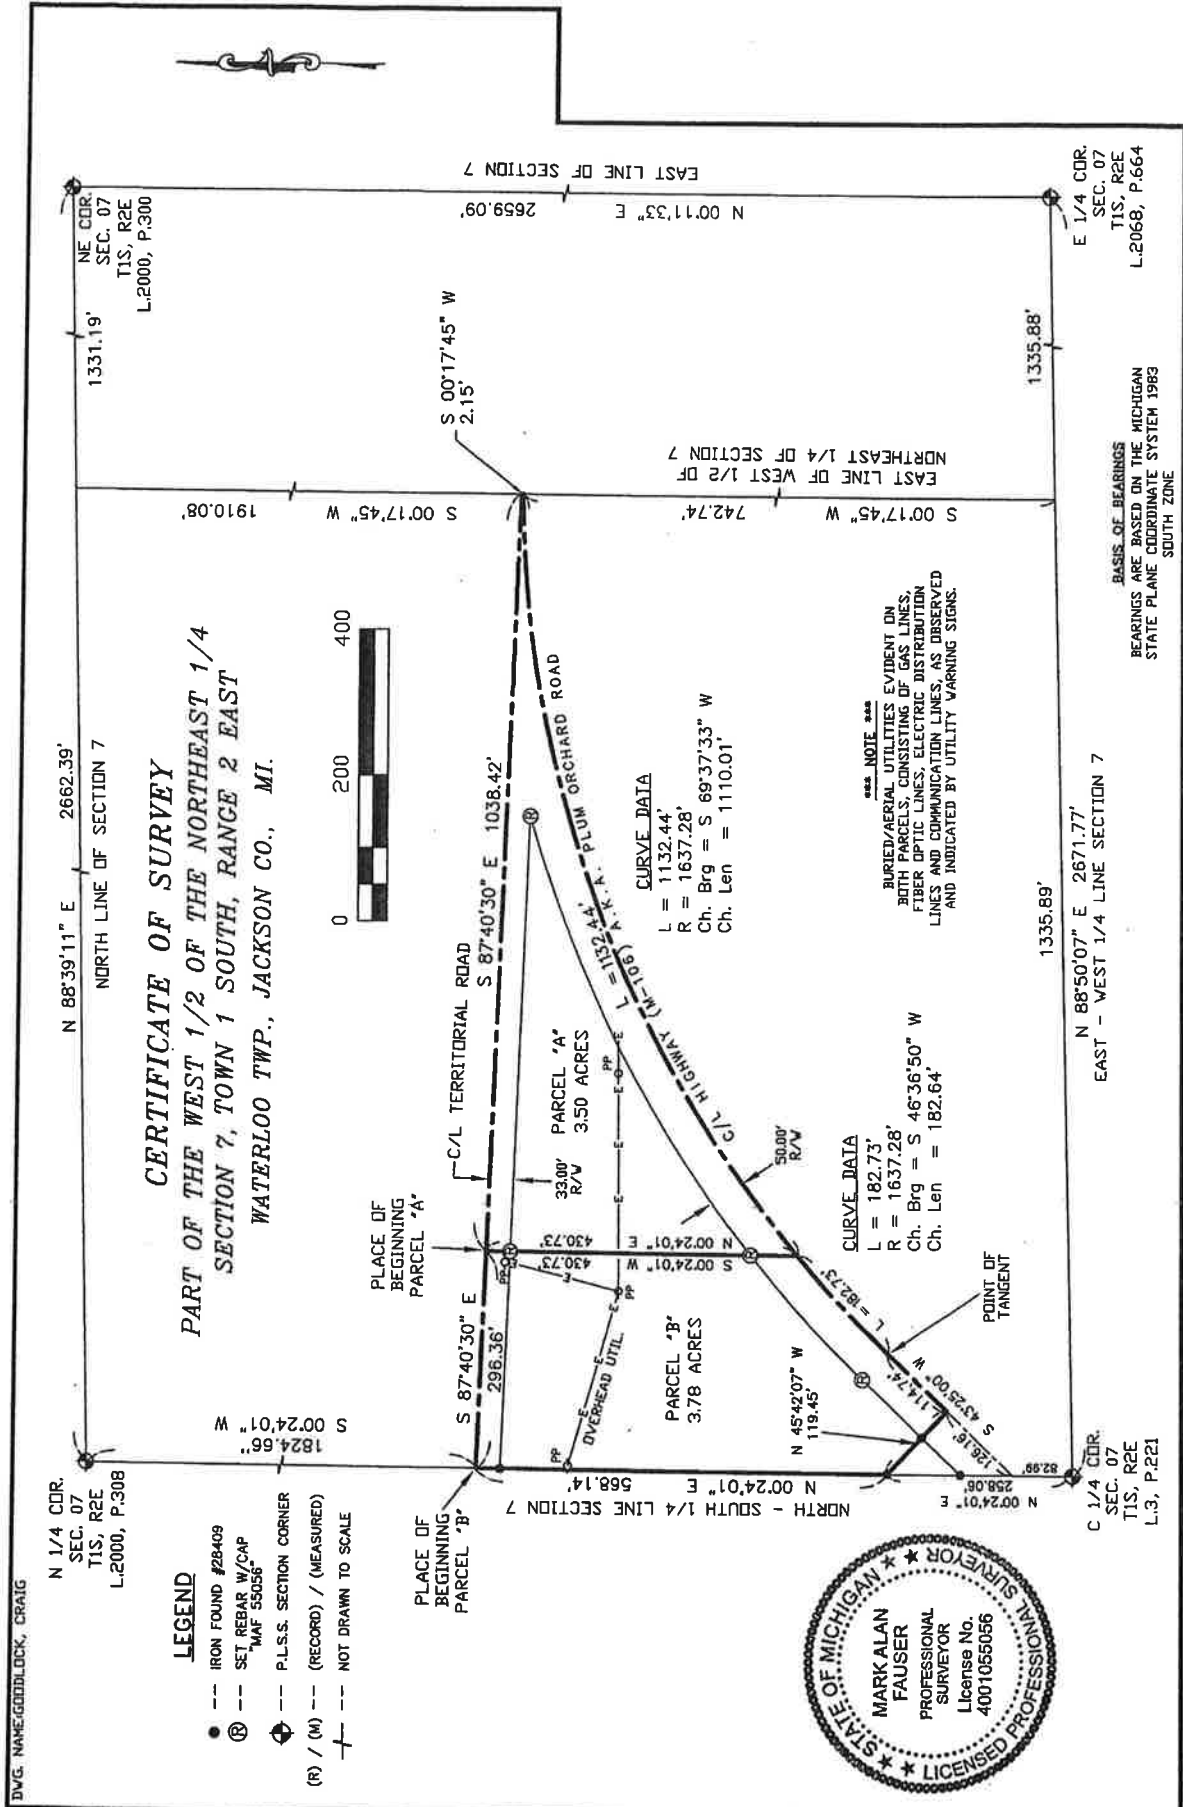 DWG. NAME:GOODLOCK, CRAIG
N 1/4 COR.
SEC. 07
T1S, R2E
L.2000, P.308
N 88°39'11" E 2662.39'
NORTH LINE OF SECTION 7
1331.19'
NE COR.
SEC. 07
T1S, R2E
L.2000, P.300
CERTIFICATE OF SURVEY
PART OF THE WEST 1/2 OF THE NORTHEAST 1/4
SECTION 7, TOWN 1 SOUTH, RANGE 2 EAST
WATERLOO TWP., JACKSON CO., MI.
LEGEND
-- IRON FOUND #28409
-- SET REBAR W/CAP
"MAF 55056"
-- P.L.S.S. SECTION CORNER
(R) / (M) -- (RECORD) / (MEASURED)
-- NOT DRAWN TO SCALE
S 00°24'01" W
1824.66"
0 200 400
S 00°17'45" W
1910.08'
EAST LINE OF SECTION 7
N 00°11'33" E
2659.09'
PLACE OF
BEGINNING
PARCEL "B"
S 87°40'30" E
296.36'
PLACE OF
BEGINNING
PARCEL "A"
C/L TERRITORIAL ROAD
S 87°40'30" E 1038.42'
S 00°17'45" W
2.15'
33.00'
R/W
PARCEL "A"
3.50 ACRES
PP
PP
PP
PP
E
E
E
E
E
E
E
OVERHEAD UTIL.
N 00°24'01" E
430.73'
S 00°24'01" W
430.73'
PARCEL "B"
3.78 ACRES
NORTH - SOUTH 1/4 LINE SECTION 7
N 00°24'01" E
568.14'
L = 1132.44'
C/L HIGHWAY (M-106) A.K.A. PLUM ORCHARD ROAD
50.00'
R/W
CURVE DATA
L = 1132.44'
R = 1637.28'
Ch. Brg = S 69°37'33" W
Ch. Len = 1110.01'
EAST LINE OF WEST 1/2 OF
NORTHEAST 1/4 OF SECTION 7
S 00°17'45" W
742.74'
L = 182.73'
CURVE DATA
L = 182.73'
R = 1637.28'
Ch. Brg = S 46°36'50" W
Ch. Len = 182.64'
POINT OF
TANGENT
N 45°42'07" W
119.45'
114.74'
S 43°25'00" W
126.16'
N 00°24'01" E
258.06'
82.99'
*** NOTE ***
BURIED/AERIAL UTILITIES EVIDENT ON
BOTH PARCELS, CONSISTING OF GAS LINES,
FIBER OPTIC LINES, ELECTRIC DISTRIBUTION
LINES AND COMMUNICATION LINES, AS OBSERVED
AND INDICATED BY UTILITY WARNING SIGNS.
C 1/4 COR.
SEC. 07
T1S, R2E
L.3, P.221
1335.89'
N 88°50'07" E 2671.77'
EAST - WEST 1/4 LINE SECTION 7
1335.88'
E 1/4 COR.
SEC. 07
T1S, R2E
L.2068, P.664
BASIS OF BEARINGS
BEARINGS ARE BASED ON THE MICHIGAN
STATE PLANE COORDINATE SYSTEM 1983
SOUTH ZONE
STATE OF MICHIGAN
MARK ALAN
FAUSER
PROFESSIONAL
SURVEYOR
License No.
4001055056
LICENSED PROFESSIONAL SURVEYOR